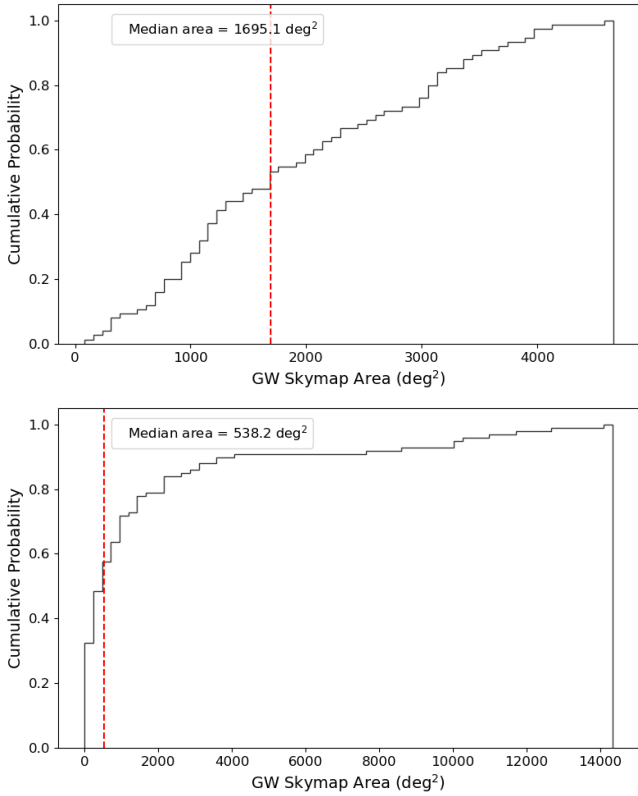 Median area = 1695.1 deg²
1.0
0.8
0.6
0.4
0.2
0.0
Cumulative Probability
0 1000 2000 3000 4000
GW Skymap Area (deg²)
Median area = 538.2 deg²
1.0
0.8
0.6
0.4
0.2
0.0
Cumulative Probability
0 2000 4000 6000 8000 10000 12000 14000
GW Skymap Area (deg²)